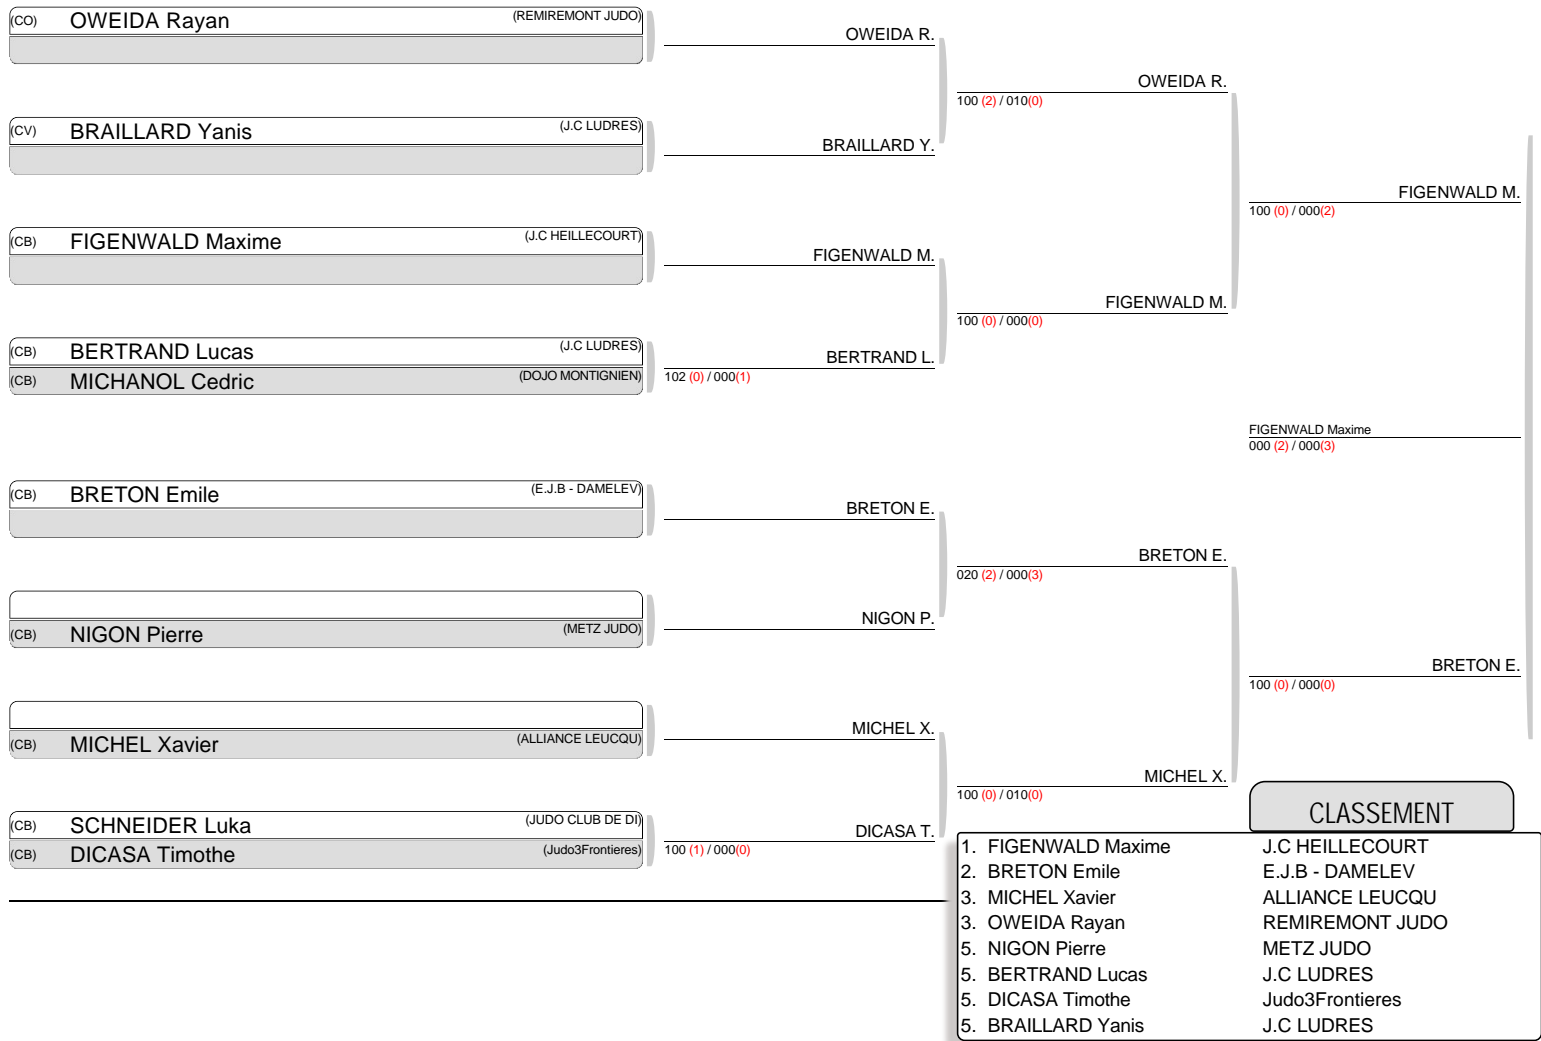 (CO) OWEIDA Rayan (REMIREMONT JUDO)
OWEIDA R.
OWEIDA R.
100 (2) / 010(0)
(CV) BRAILLARD Yanis (J.C LUDRES)
BRAILLARD Y.
FIGENWALD M.
100 (0) / 000(2)
(CB) FIGENWALD Maxime (J.C HEILLECOURT)
FIGENWALD M.
FIGENWALD M.
100 (0) / 000(0)
(CB) BERTRAND Lucas (J.C LUDRES)
BERTRAND L.
(CB) MICHANOL Cedric (DOJO MONTIGNIEN)
102 (0) / 000(1)
FIGENWALD Maxime
000 (2) / 000(3)
(CB) BRETON Emile (E.J.B - DAMELEV)
BRETON E.
BRETON E.
020 (2) / 000(3)
NIGON P.
(CB) NIGON Pierre (METZ JUDO)
BRETON E.
100 (0) / 000(0)
MICHEL X.
(CB) MICHEL Xavier (ALLIANCE LEUCQU)
MICHEL X.
100 (0) / 010(0)
(CB) SCHNEIDER Luka (JUDO CLUB DE DI)
DICASA T.
(CB) DICASA Timothe (Judo3Frontieres)
100 (1) / 000(0)
CLASSEMENT
1. FIGENWALD Maxime J.C HEILLECOURT
2. BRETON Emile E.J.B - DAMELEV
3. MICHEL Xavier ALLIANCE LEUCQU
3. OWEIDA Rayan REMIREMONT JUDO
5. NIGON Pierre METZ JUDO
5. BERTRAND Lucas J.C LUDRES
5. DICASA Timothe Judo3Frontieres
5. BRAILLARD Yanis J.C LUDRES